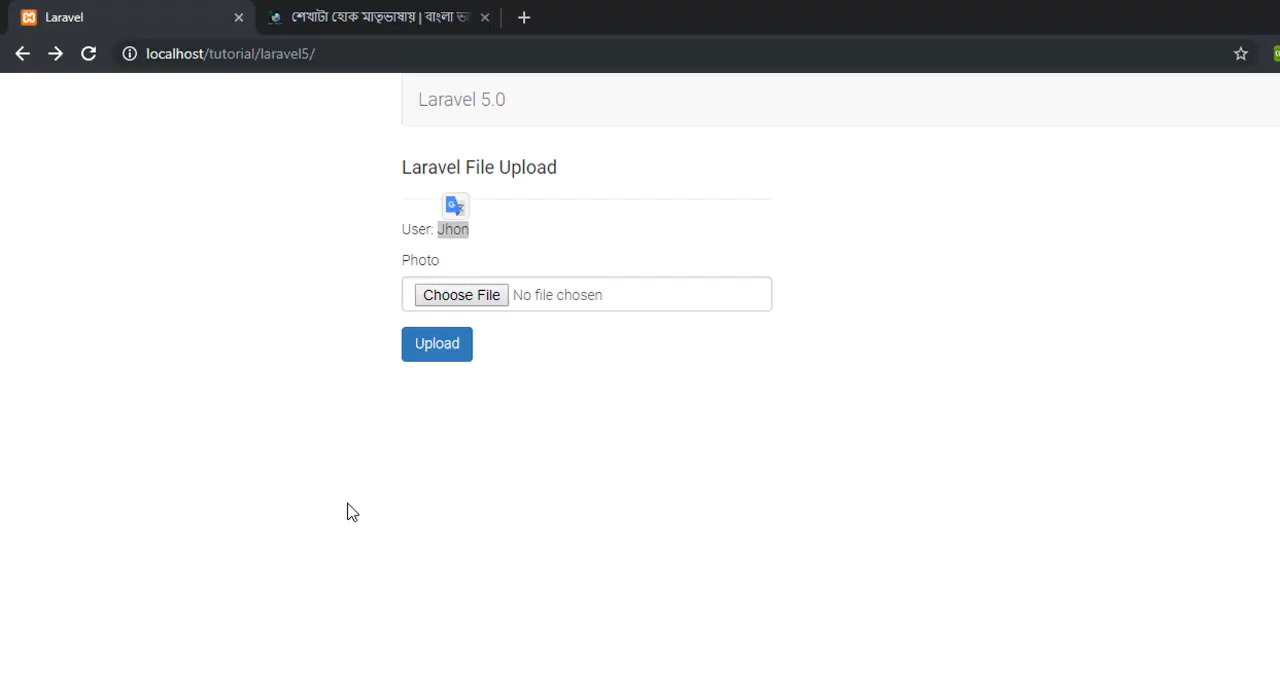 Laravel
শেখাটা হোক মাতৃভাষায় | বাংলা ভা
localhost/tutorial/laravel5/
Laravel 5.0
Laravel File Upload
User: Jhon
Photo
Choose File No file chosen
Upload